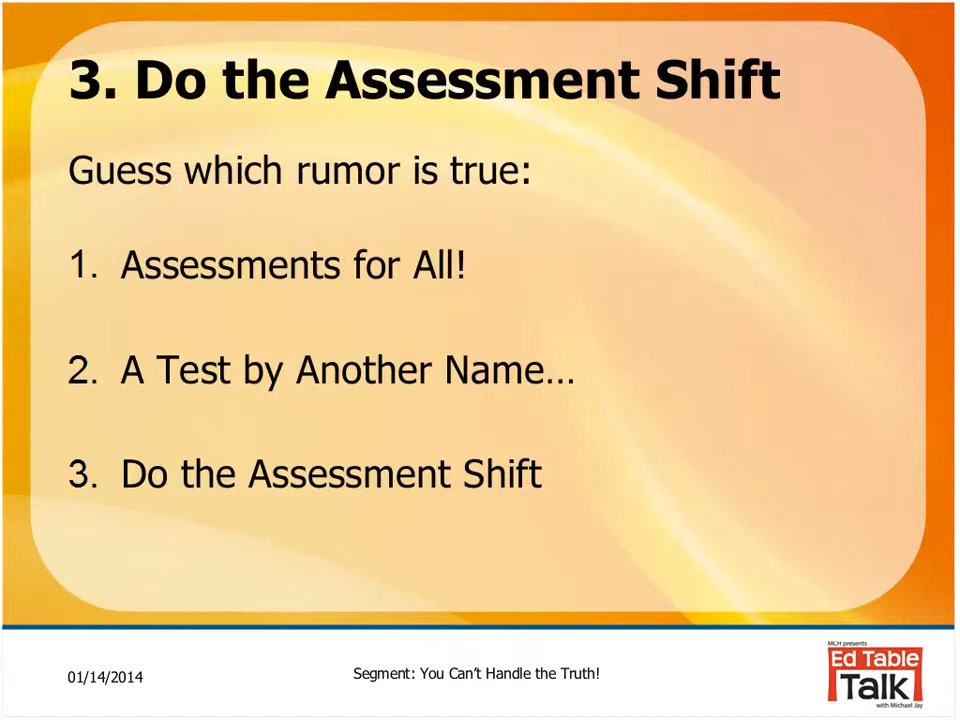 3. Do the Assessment Shift
Guess which rumor is true:
1. Assessments for All!
2. A Test by Another Name…
3. Do the Assessment Shift
01/14/2014
Segment: You Can't Handle the Truth!
MCH presents
Ed Table
Talk
with Michael Jay